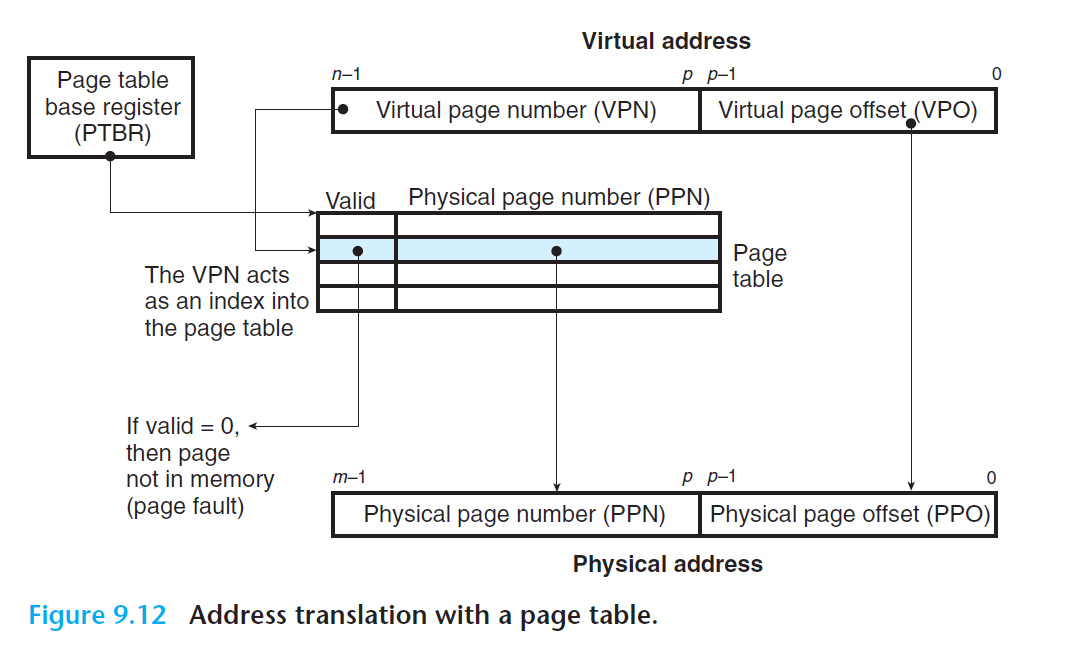 Virtual address
n–1
p
p–1
0
Page table
base register
(PTBR)
Virtual page number (VPN)
Virtual page offset (VPO)
Valid
Physical page number (PPN)
Page
table
The VPN acts
as an index into
the page table
If valid = 0,
then page
not in memory
(page fault)
m–1
p
p–1
0
Physical page number (PPN)
Physical page offset (PPO)
Physical address
Figure 9.12 Address translation with a page table.